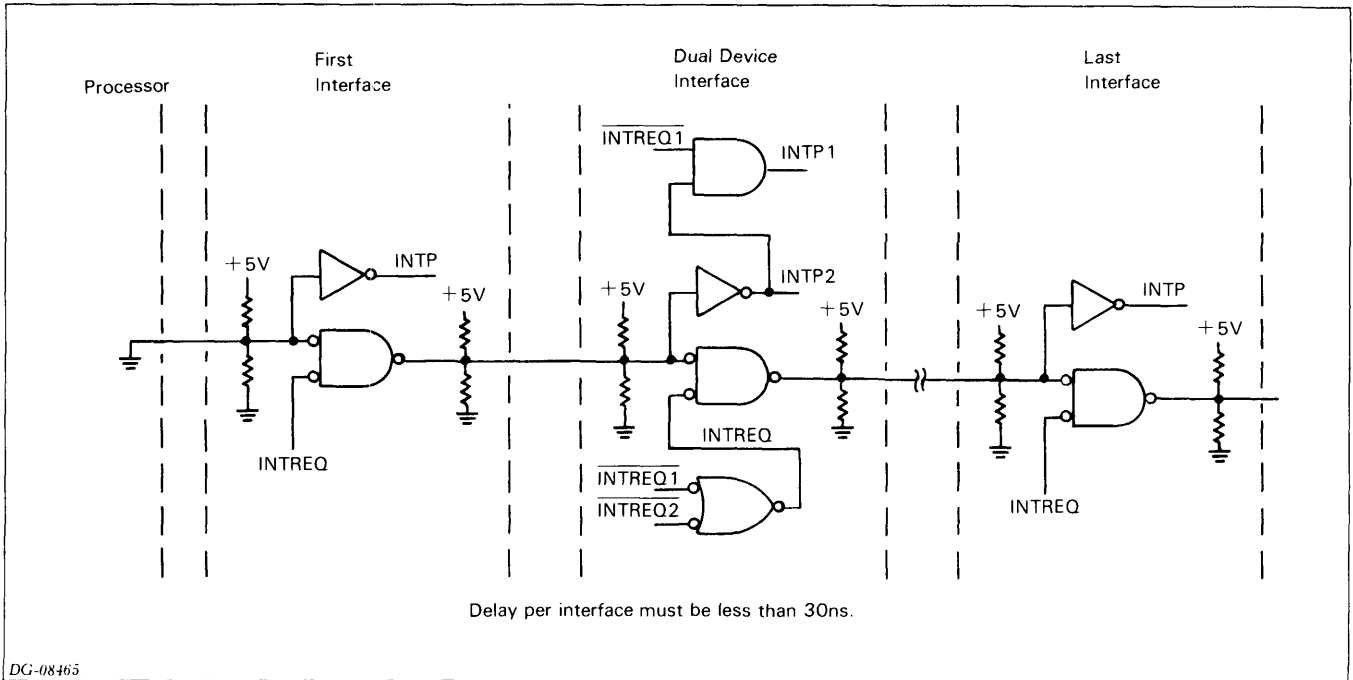 Processor
First
Interface
Dual Device
Interface
Last
Interface
INTREQ1
INTP1
+5V
INTP
+5V
+5V
INTP2
+5V
+5V
INTP
+5V
INTREQ
INTREQ
INTREQ1
INTREQ2
INTREQ
Delay per interface must be less than 30ns.
DG-08465